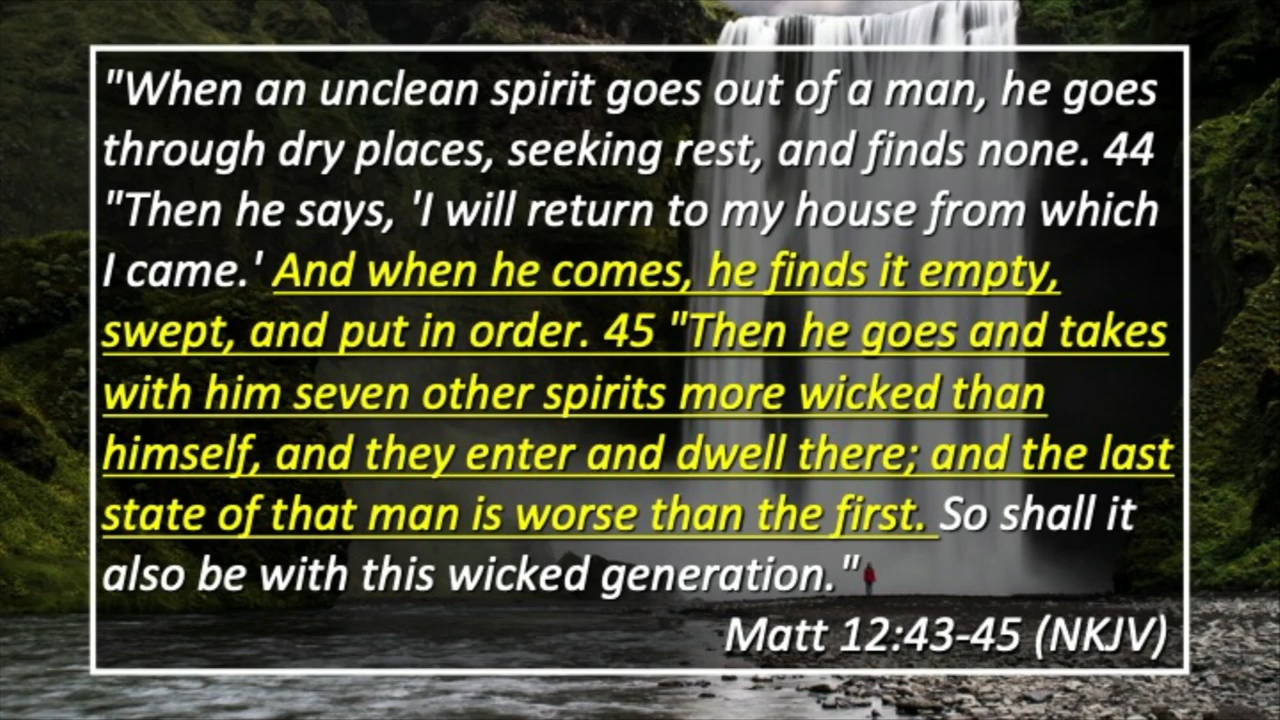 "When an unclean spirit goes out of a man, he goes
through dry places, seeking rest, and finds none. 44
"Then he says, 'I will return to my house from which
I came.' And when he comes, he finds it empty,
swept, and put in order. 45 "Then he goes and takes
with him seven other spirits more wicked than
himself, and they enter and dwell there; and the last
state of that man is worse than the first. So shall it
also be with this wicked generation."
Matt 12:43-45 (NKJV)